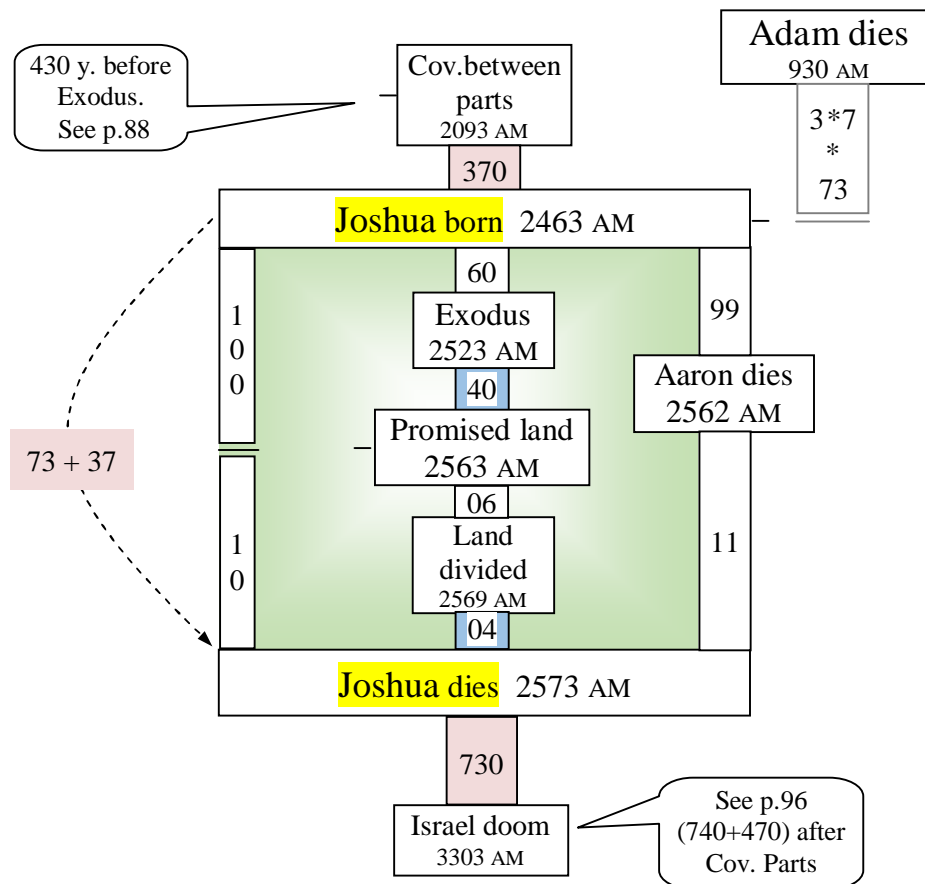 Adam dies
930 AM
3*7
*
73
430 y. before
Exodus.
See p.88
Cov.between
parts
2093 AM
370
Joshua born 2463 AM
1
0
0
60
Exodus
2523 AM
40
99
Aaron dies
2562 AM
Promised land
2563 AM
73 + 37
06
1
0
Land
divided
2569 AM
11
04
Joshua dies 2573 AM
730
Israel doom
3303 AM
See p.96
(740+470) after
Cov. Parts